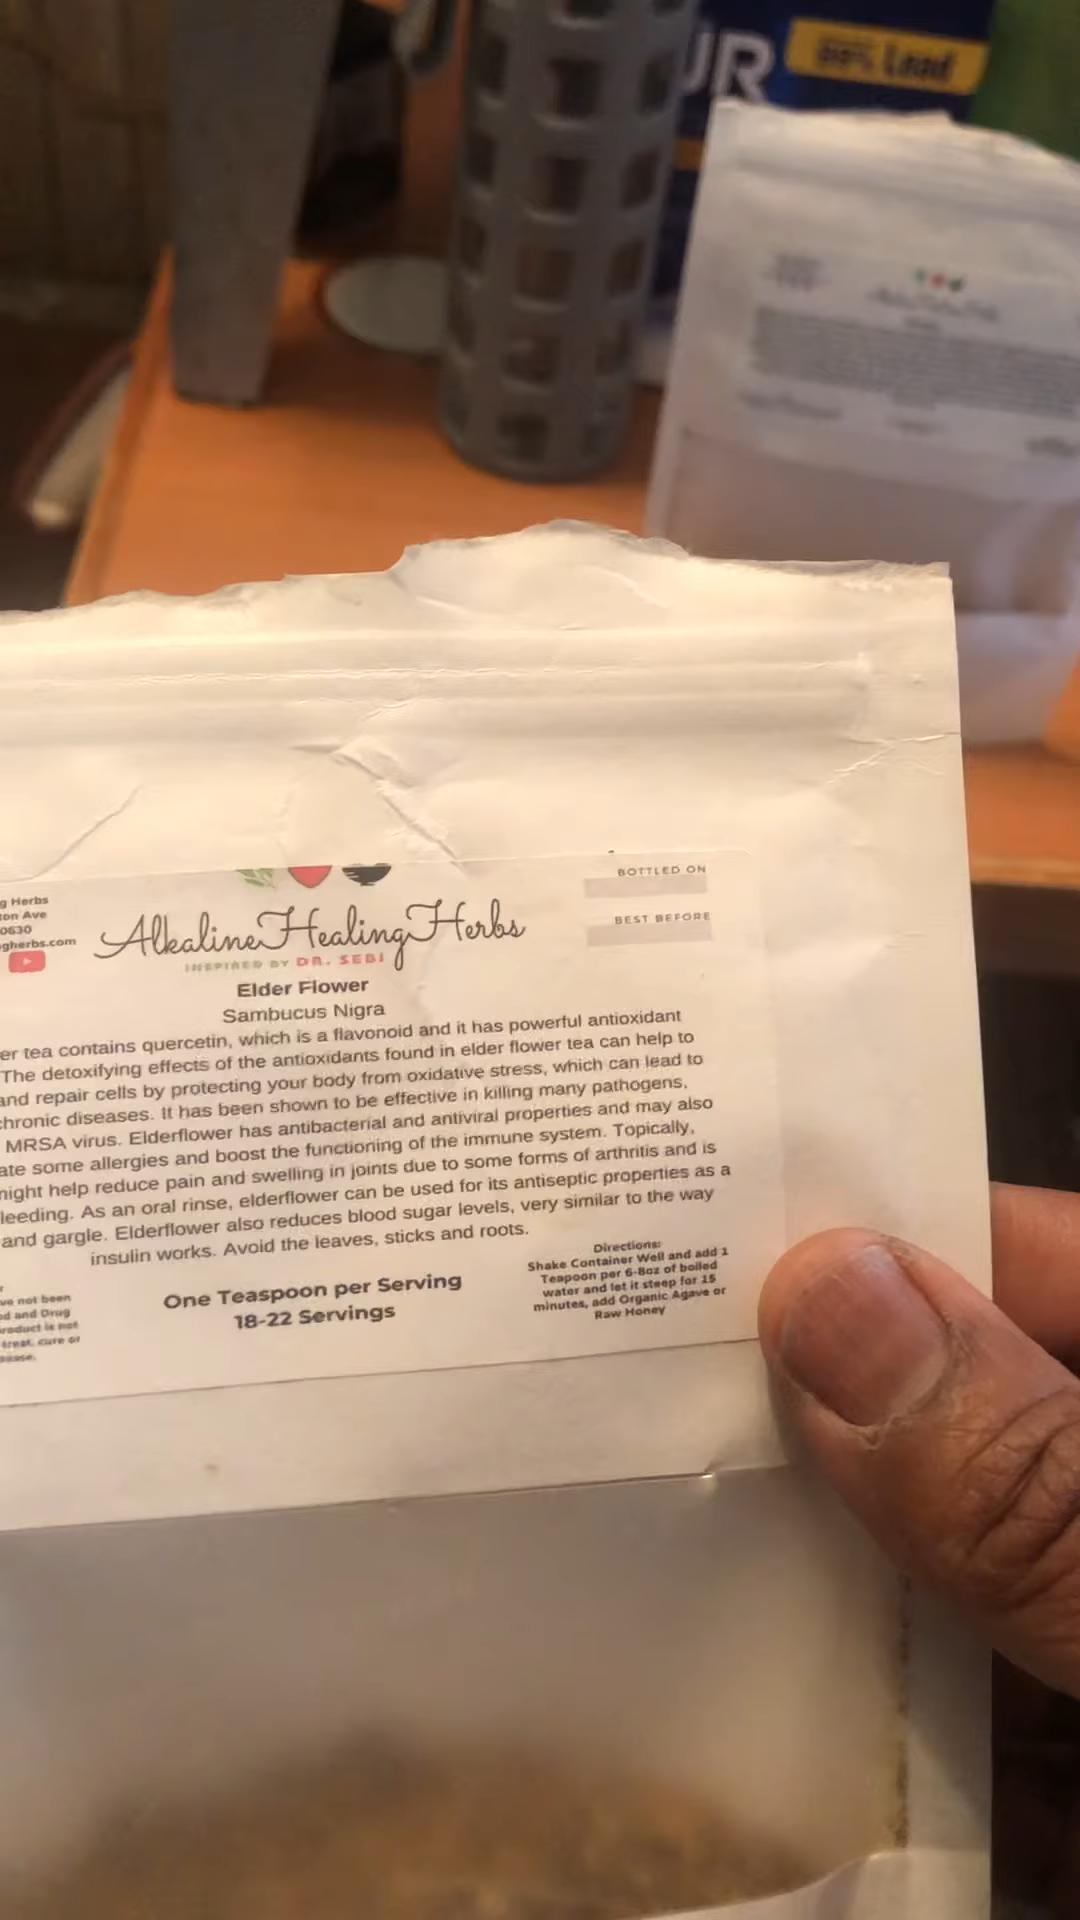 UR
99% Lead
g Herbs
ton Ave
0630
gherbs.com
BOTTLED ON
BEST BEFORE
AlkalineHealingHerbs
INSPIRED BY DR. SEBI
Elder Flower
Sambucus Nigra
er tea contains quercetin, which is a flavonoid and it has powerful antioxidant
The detoxifying effects of the antioxidants found in elder flower tea can help to
and repair cells by protecting your body from oxidative stress, which can lead to
chronic diseases. It has been shown to be effective in killing many pathogens,
MRSA virus. Elderflower has antibacterial and antiviral properties and may also
ate some allergies and boost the functioning of the immune system. Topically,
might help reduce pain and swelling in joints due to some forms of arthritis and is
leeding. As an oral rinse, elderflower can be used for its antiseptic properties as a
and gargle. Elderflower also reduces blood sugar levels, very similar to the way
insulin works. Avoid the leaves, sticks and roots.
r
ve not been
od and Drug
roduct is not
treat, cure or
sease.
One Teaspoon per Serving
18-22 Servings
Directions:
Shake Container Well and add 1
Teapoon per 6-8oz of boiled
water and let it steep for 15
minutes, add Organic Agave or
Raw Honey